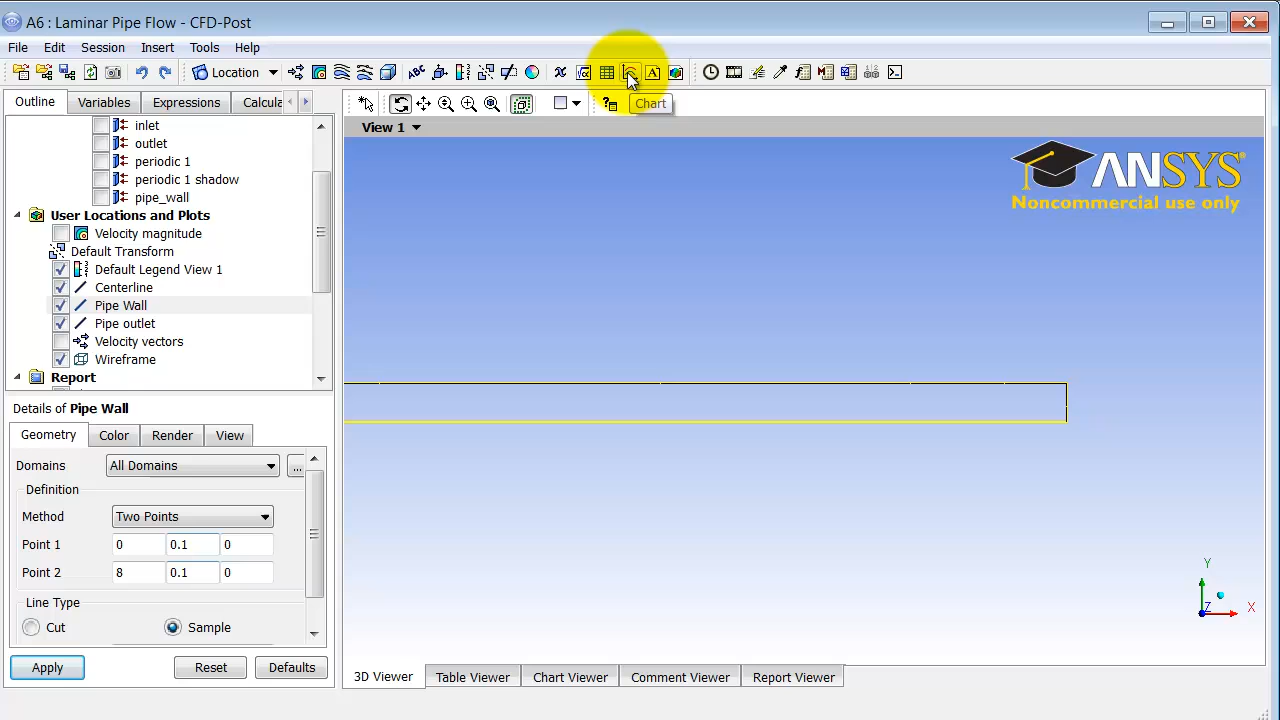 A6 : Laminar Pipe Flow - CFD-Post
File Edit Session Insert Tools Help
Location
Chart
Outline Variables Expressions Calcula
View 1
inlet
outlet
periodic 1
periodic 1 shadow
pipe_wall
User Locations and Plots
Velocity magnitude
Default Transform
Default Legend View 1
Centerline
Pipe Wall
Pipe outlet
Velocity vectors
Wireframe
Report
ANSYS
Noncommercial use only
Details of Pipe Wall
Geometry Color Render View
Domains All Domains ...
Definition
Method Two Points
Point 1 0 0.1 0
Point 2 8 0.1 0
Line Type
Cut Sample
Apply Reset Defaults
Y
Z X
3D Viewer Table Viewer Chart Viewer Comment Viewer Report Viewer